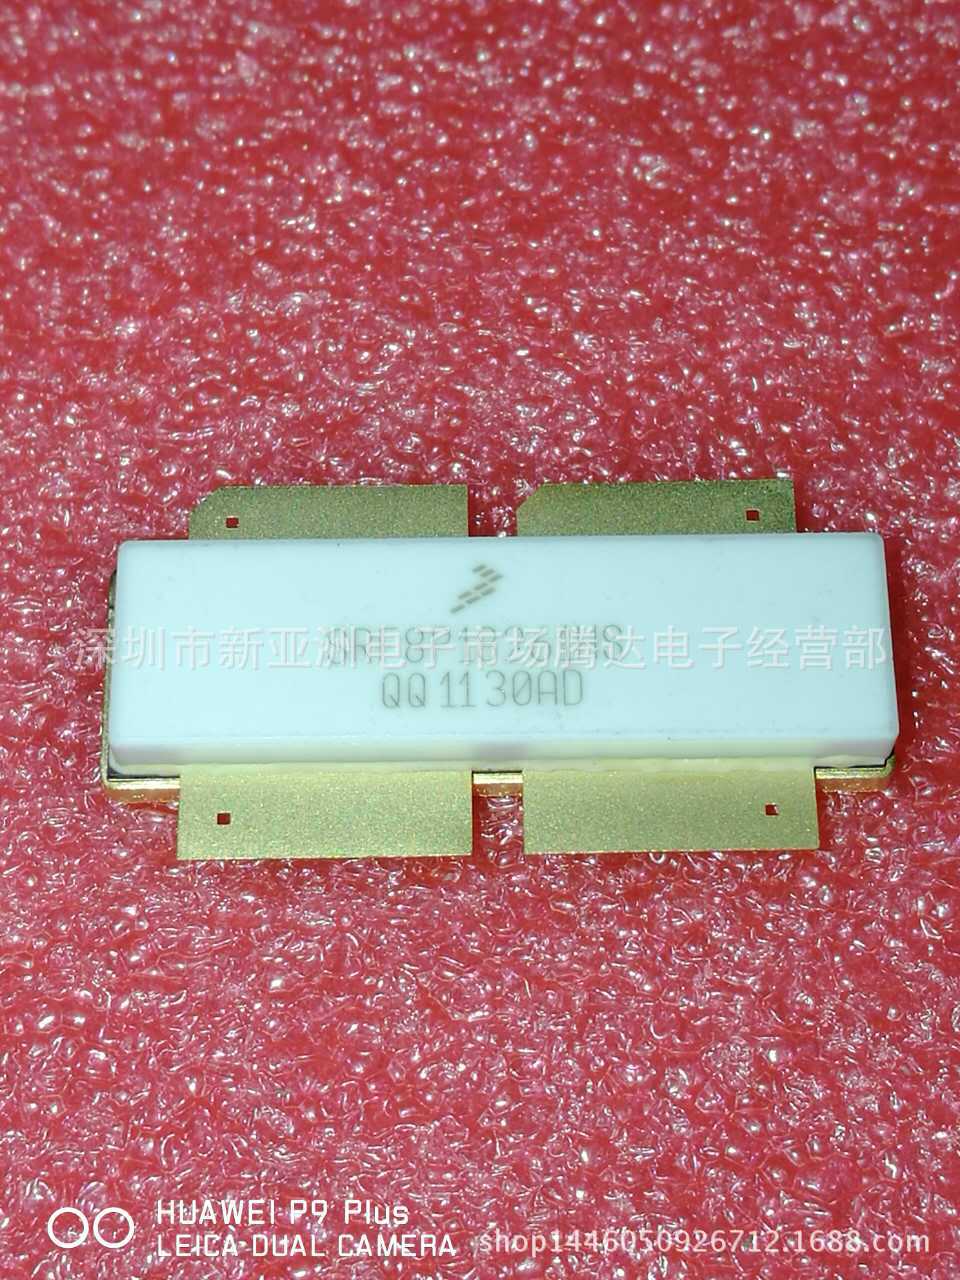 深圳市新亚洲电子市场腾达电子经营部
QQ1130AD
HUAWEI P9 Plus
LEICA DUAL CAMERA
shop1446050926712.1688.com